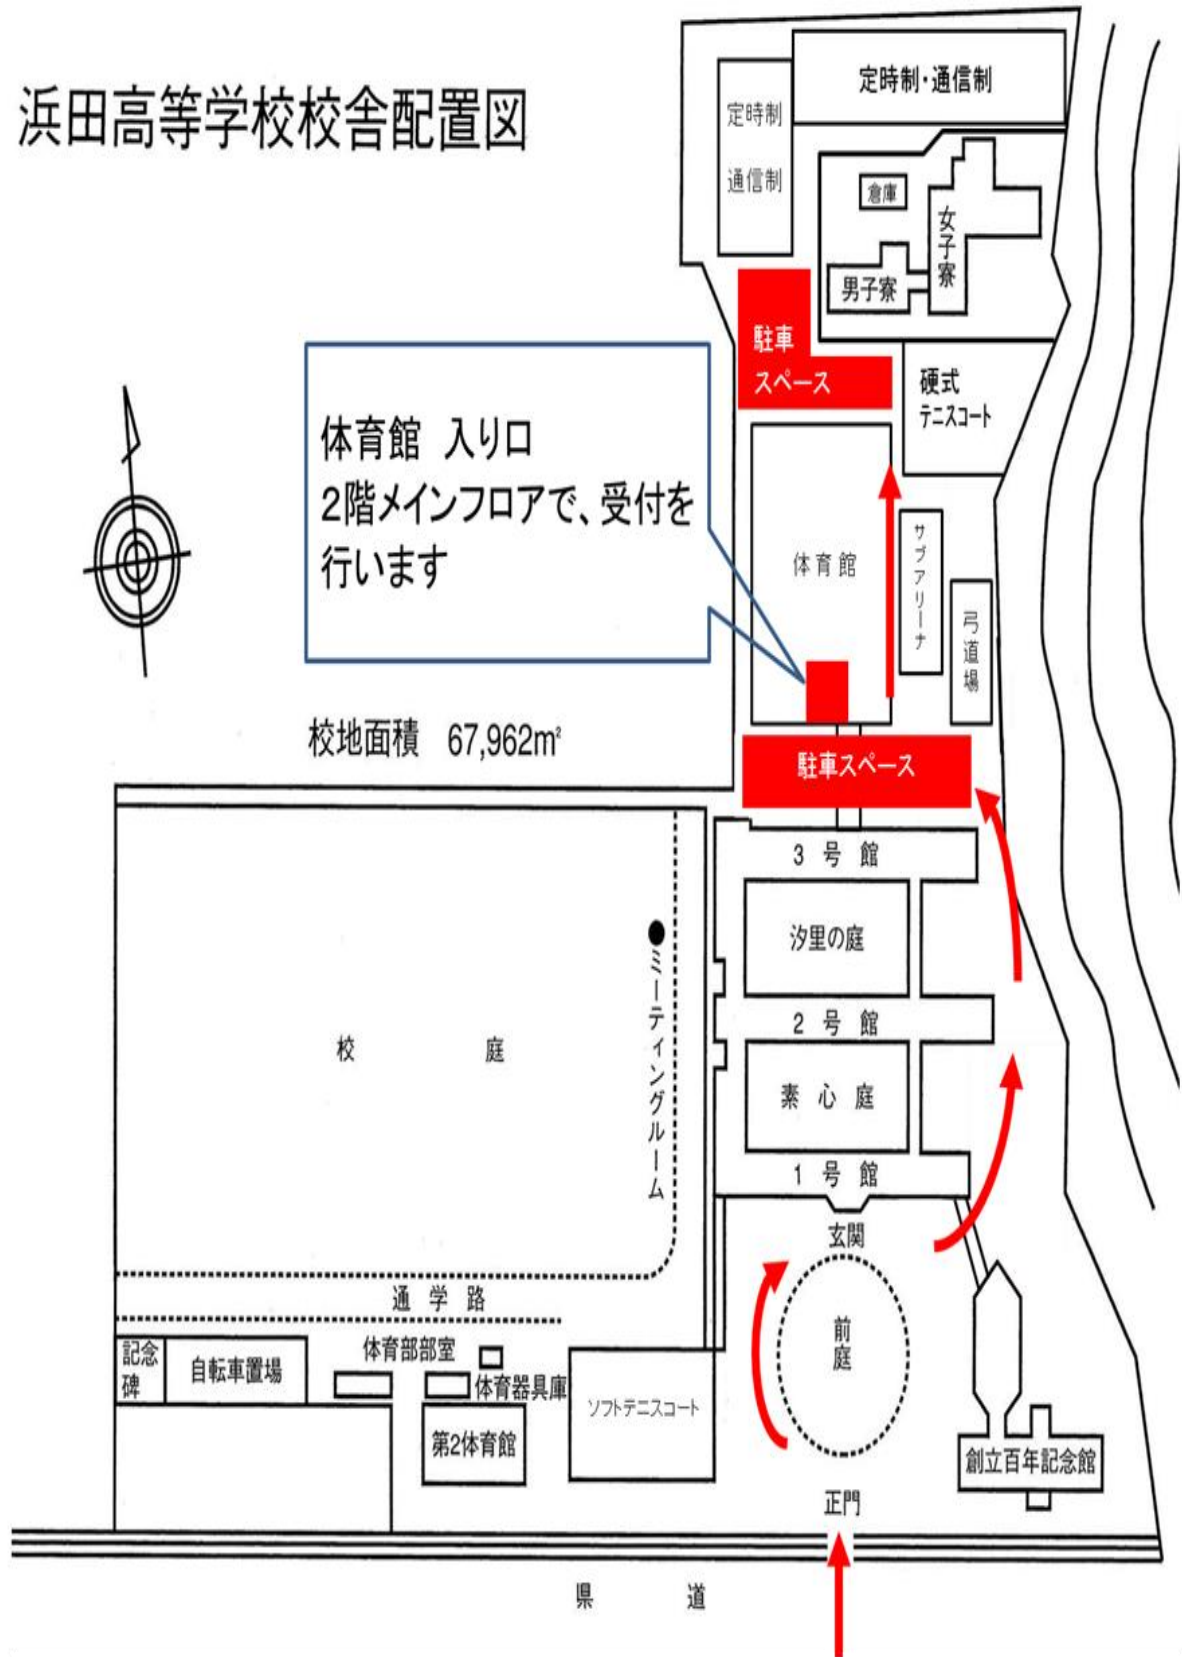 浜田高等学校校舎配置図
定時制・通信制
定時制
通信制
倉庫
女子寮
男子寮
駐車
スペース
硬式
テニスコート
体育館 入り口
2階メインフロアで、受付を
行います
体育館
サブアリーナ
弓道場
校地面積 67,962㎡
駐車スペース
3号館
汐里の庭
ミーティングルーム
2号館
校庭
素心庭
1号館
玄関
通学路
前庭
記念
碑
自転車置場
体育部部室
体育器具庫
ソフトテニスコート
第2体育館
創立百年記念館
正門
県道